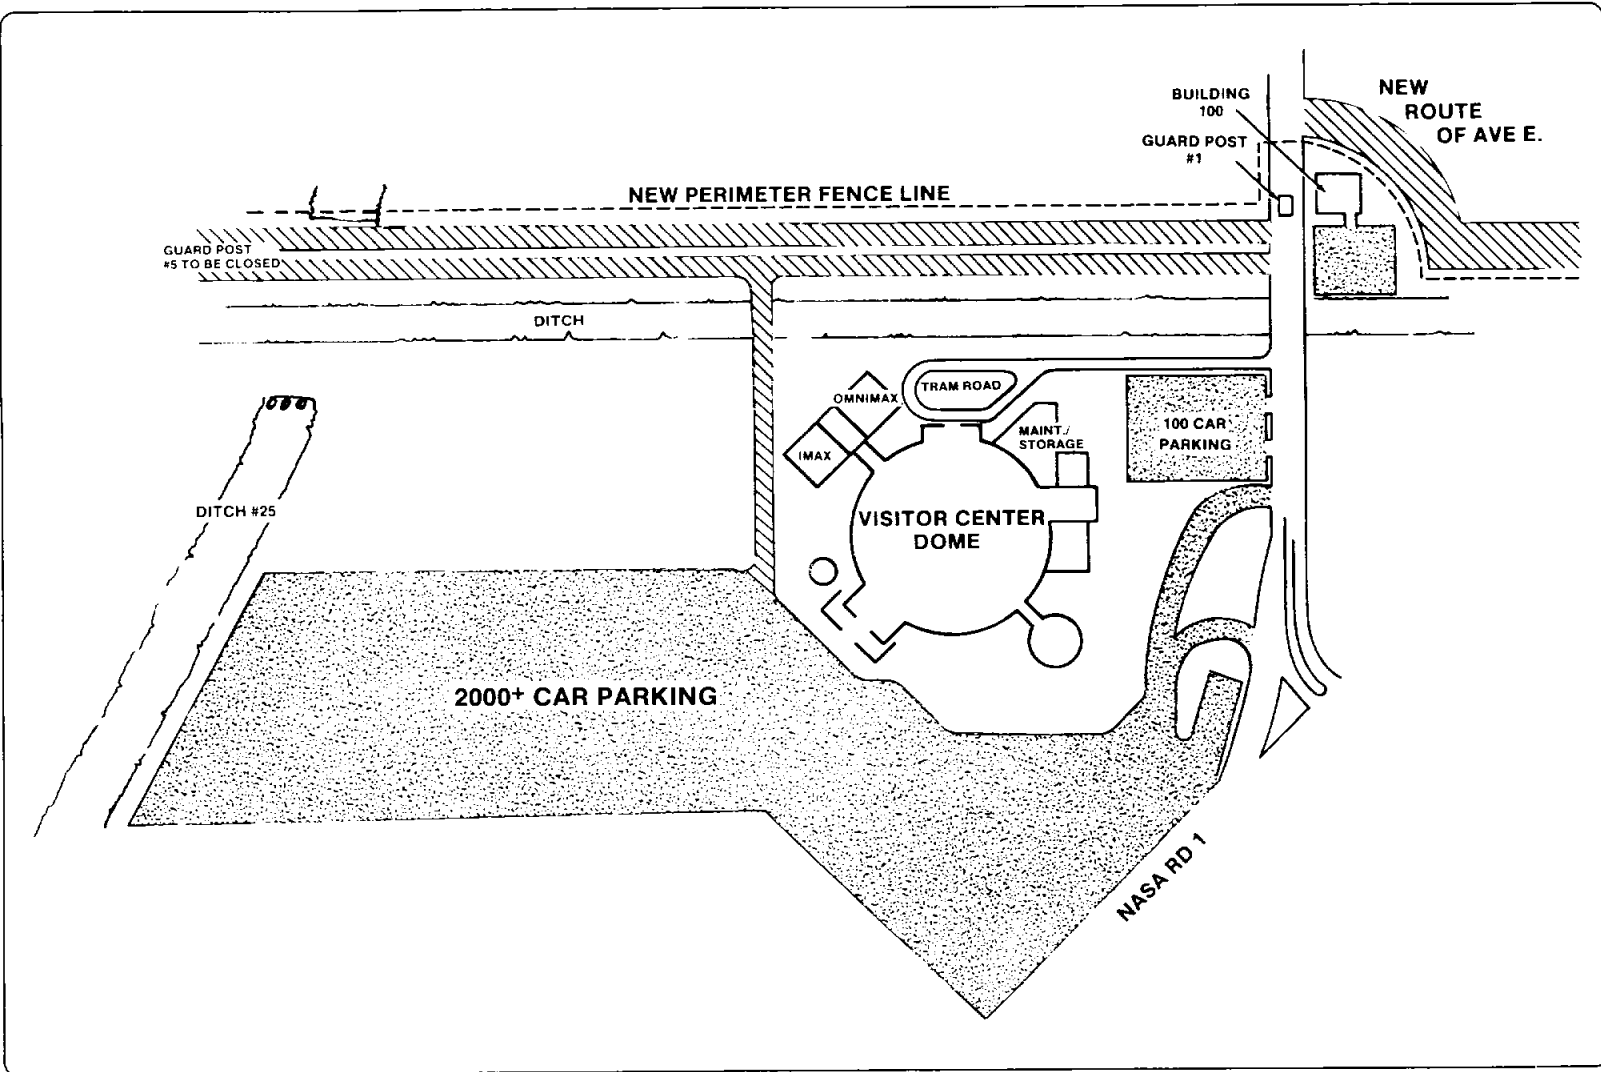 NEW
ROUTE
OF AVE E.
BUILDING
100
GUARD POST
#1
NEW PERIMETER FENCE LINE
GUARD POST
#5 TO BE CLOSED
DITCH
TRAM ROAD
OMNIMAX
IMAX
MAINT./
STORAGE
100 CAR
PARKING
DITCH #25
VISITOR CENTER
DOME
2000+ CAR PARKING
NASA RD 1